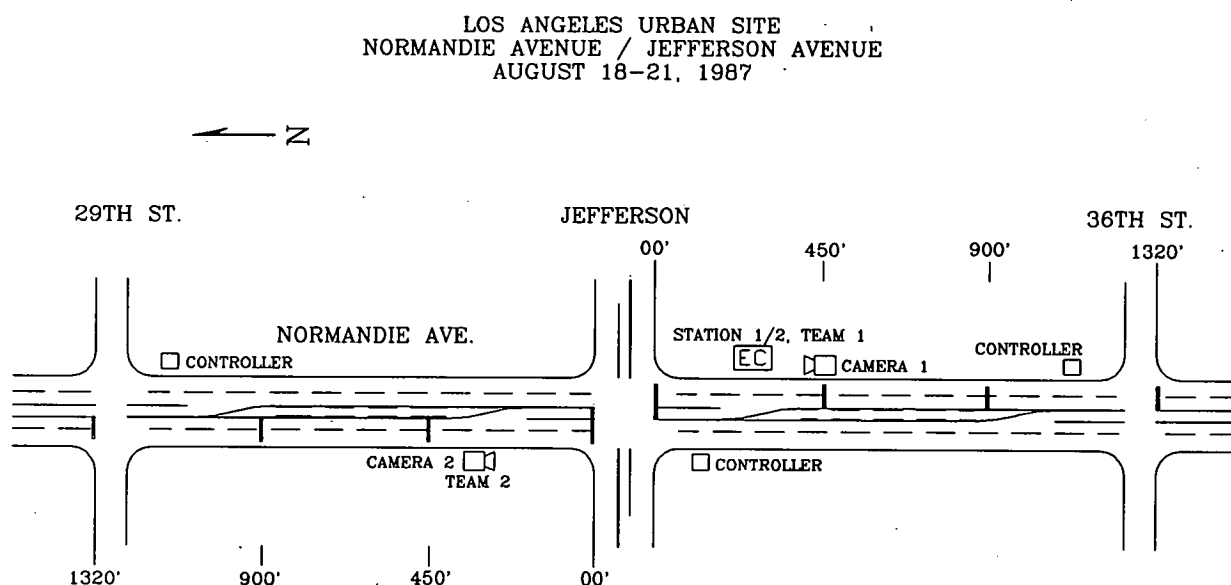 LOS ANGELES URBAN SITE
NORMANDIE AVENUE / JEFFERSON AVENUE
AUGUST 18-21, 1987
N
29TH ST.
JEFFERSON
36TH ST.
00' 450' 900' 1320'
NORMANDIE AVE.
STATION 1/2, TEAM 1
CONTROLLER
EC
CAMERA 1
CONTROLLER
CAMERA 2
TEAM 2
CONTROLLER
1320' 900' 450' 00'